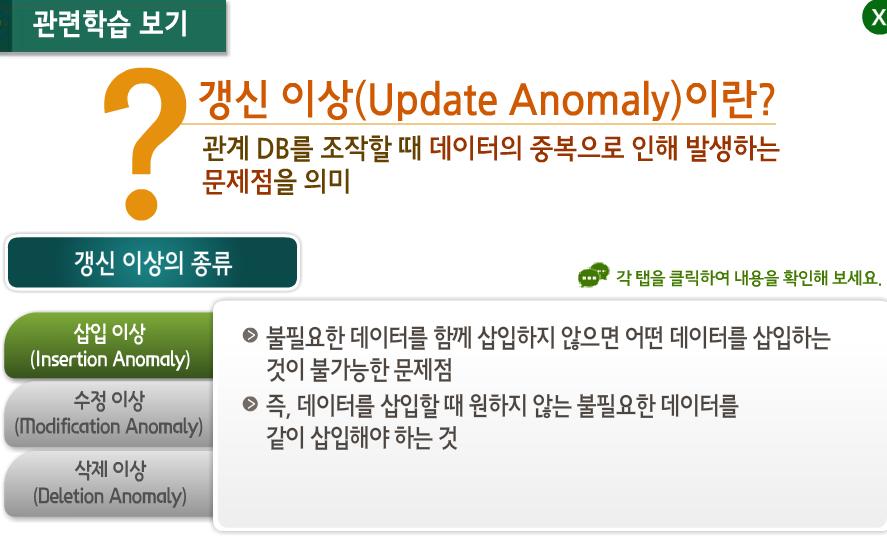 관련학습 보기
X
?
갱신 이상(Update Anomaly)이란?
관계 DB를 조작할 때 데이터의 중복으로 인해 발생하는
문제점을 의미
갱신 이상의 종류
각 탭을 클릭하여 내용을 확인해 보세요.
삽입 이상
(Insertion Anomaly)
수정 이상
(Modification Anomaly)
삭제 이상
(Deletion Anomaly)
불필요한 데이터를 함께 삽입하지 않으면 어떤 데이터를 삽입하는
것이 불가능한 문제점
즉, 데이터를 삽입할 때 원하지 않는 불필요한 데이터를
같이 삽입해야 하는 것